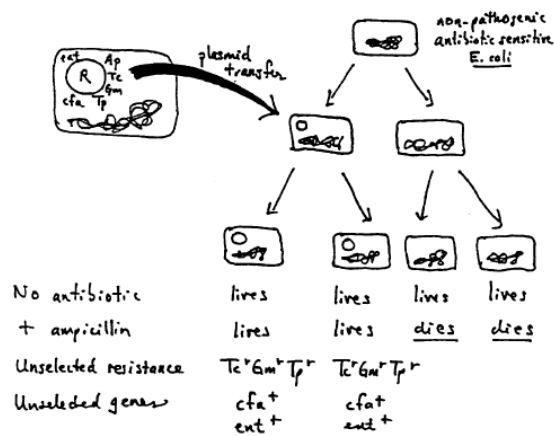 non-pathogenic
antibiotic sensitive
E. coli
plasmid
transfer
ent Ap
R Tc
Gm
cfa Tp
No antibiotic lives lives lives lives
+ ampicillin lives lives dies dies
Unselected resistance Tcʳ Gmʳ Tpʳ Tcʳ Gmʳ Tpʳ
Unselected genes cfa⁺ cfa⁺
ent⁺ ent⁺